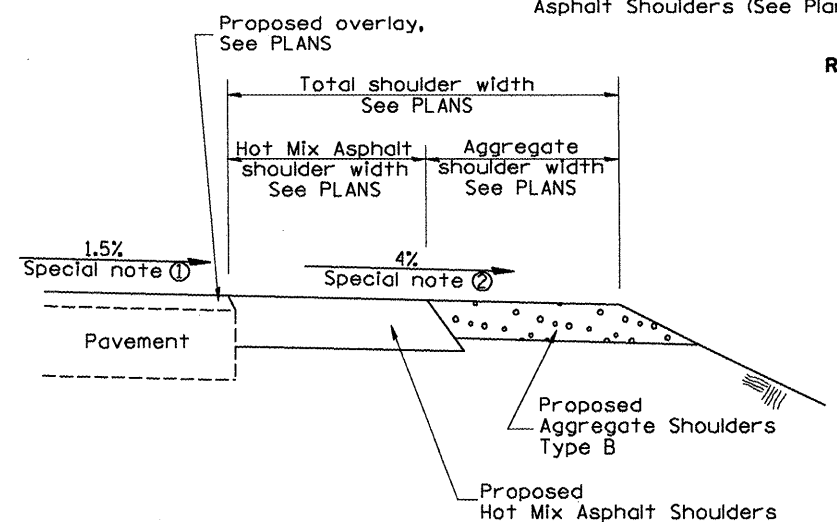 Asphalt Shoulders (See Plan
Proposed overlay,
See PLANS
R
Total shoulder width
See PLANS
Hot Mix Asphalt
shoulder width
See PLANS
Aggregate
shoulder width
See PLANS
1.5%
Special note ①
4%
Special note ②
Pavement
Proposed
Aggregate Shoulders
Type B
Proposed
Hot Mix Asphalt Shoulders